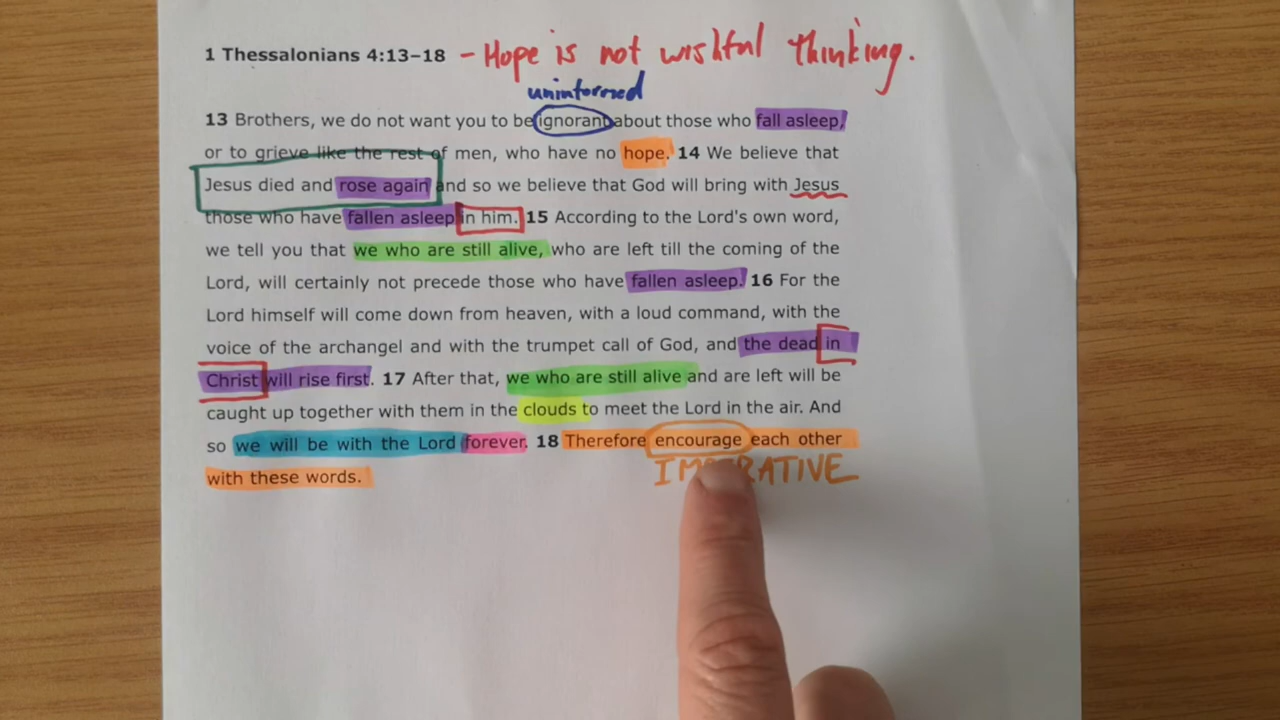 1 Thessalonians 4:13–18 - Hope is not wishful thinking.
uninformed
13 Brothers, we do not want you to be ignorant about those who fall asleep,
or to grieve like the rest of men, who have no hope. 14 We believe that
Jesus died and rose again and so we believe that God will bring with Jesus
those who have fallen asleep in him. 15 According to the Lord's own word,
we tell you that we who are still alive, who are left till the coming of the
Lord, will certainly not precede those who have fallen asleep. 16 For the
Lord himself will come down from heaven, with a loud command, with the
voice of the archangel and with the trumpet call of God, and the dead in
Christ will rise first. 17 After that, we who are still alive and are left will be
caught up together with them in the clouds to meet the Lord in the air. And
so we will be with the Lord forever. 18 Therefore encourage each other
IMPERATIVE
with these words.